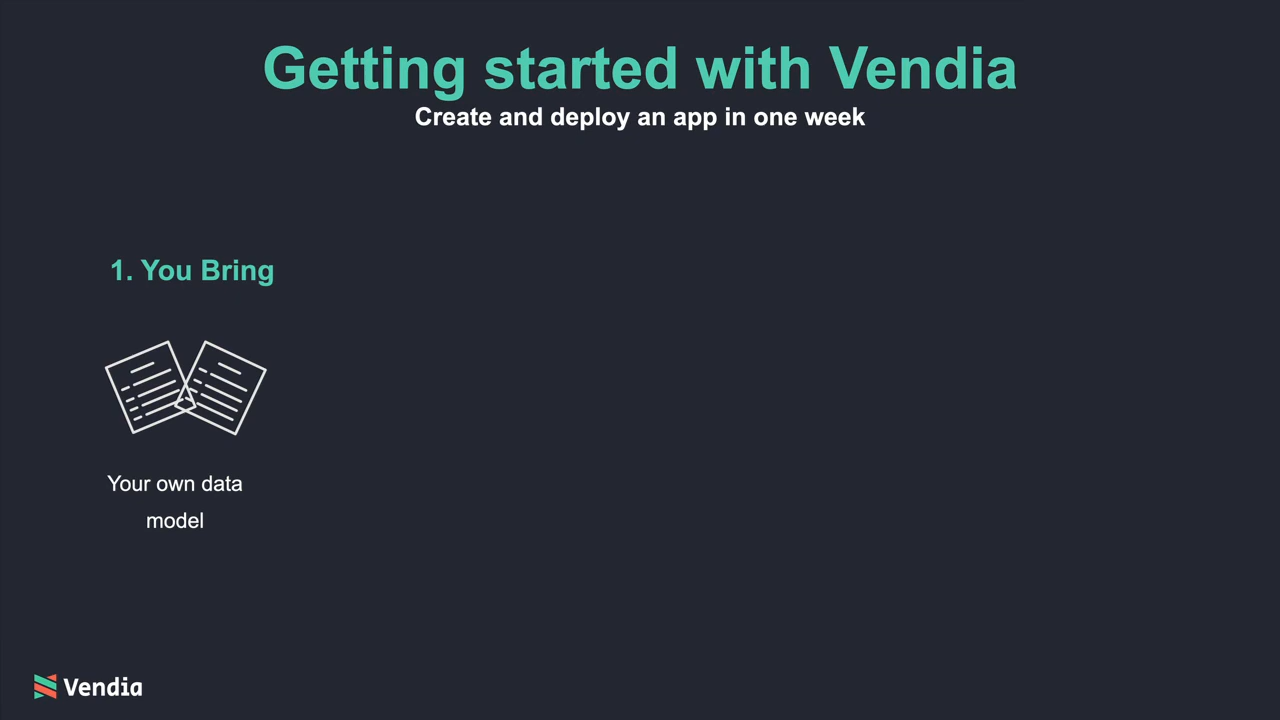 Getting started with Vendia
Create and deploy an app in one week
1. You Bring
Your own data
model
Vendia